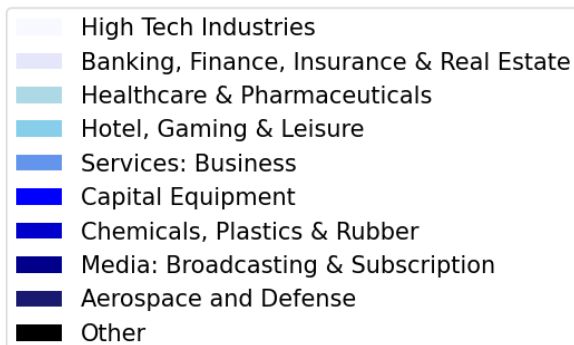 High Tech Industries
Banking, Finance, Insurance & Real Estate
Healthcare & Pharmaceuticals
Hotel, Gaming & Leisure
Services: Business
Capital Equipment
Chemicals, Plastics & Rubber
Media: Broadcasting & Subscription
Aerospace and Defense
Other